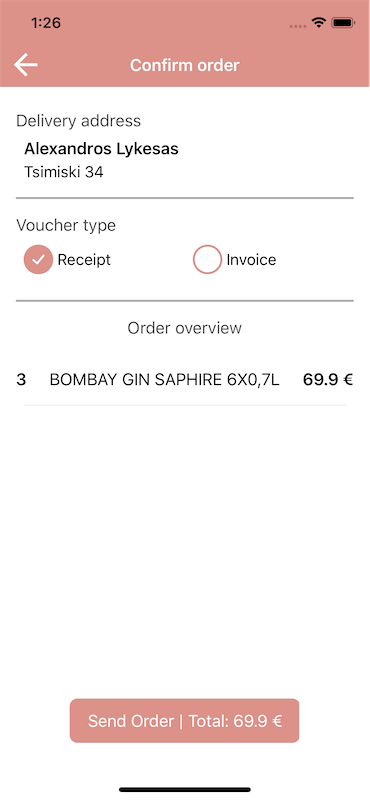 1:26
Confirm order
Delivery address
Alexandros Lykesas
Tsimiski 34
Voucher type
Receipt Invoice
Order overview
3 BOMBAY GIN SAPHIRE 6X0,7L 69.9 €
Send Order | Total: 69.9 €